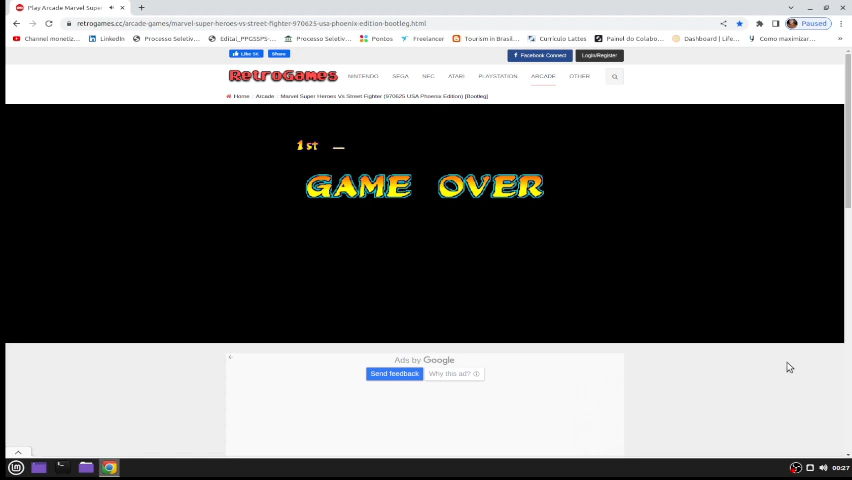 Play Arcade Marvel Super
retrogames.cc/arcade-games/marvel-super-heroes-vs-street-fighter-970625-usa-phoenix-edition-bootleg.html
Paused
Channel monetiz... LinkedIn Processo Seletiv... Edital_PPGSSPS-... Processo Seletiv... Pontos Freelancer Tourism in Brasil... Currículo Lattes Painel do Colabo... Dashboard | Life... Como maximizar...
Like 5K Share
Facebook Connect Login/Register
RetroGames NINTENDO SEGA NEC ATARI PLAYSTATION ARCADE OTHER
Home Arcade Marvel Super Heroes Vs Street Fighter (970625 USA Phoenix Edition) [Bootleg]
1st _
GAME OVER
Ads by Google
Send feedback Why this ad?
00:27